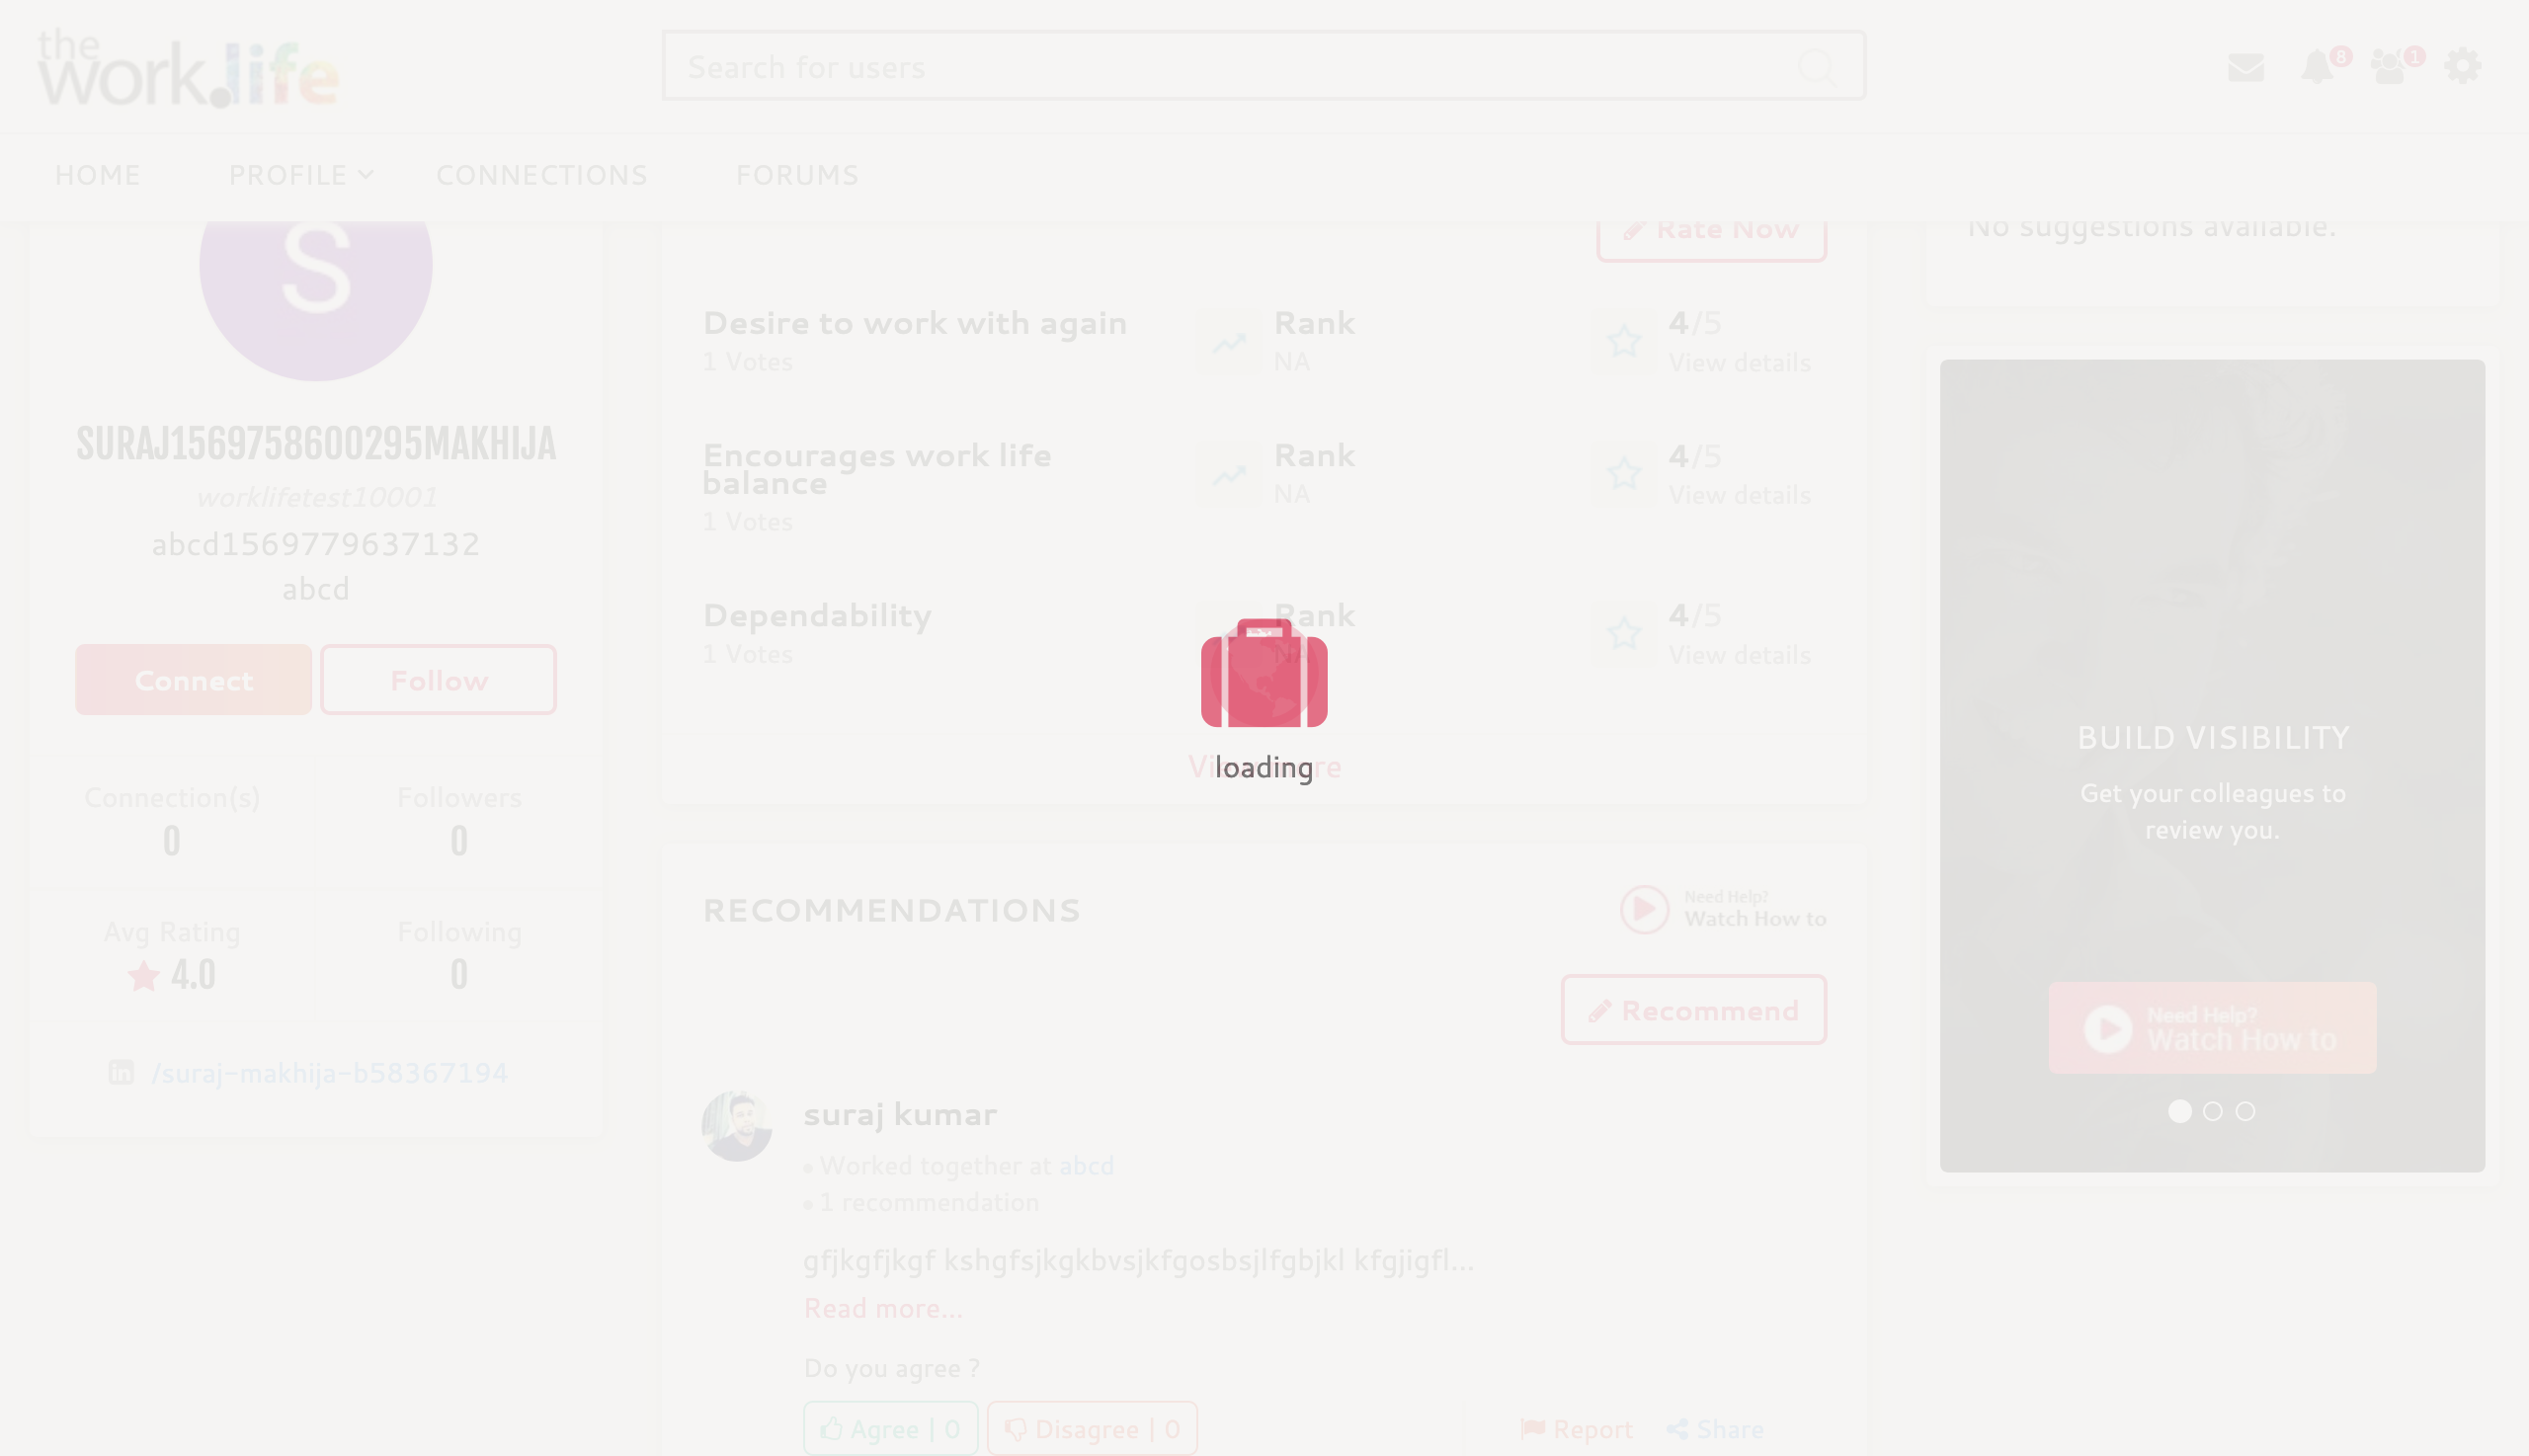 the
work.life
Search for users
8
1
HOME
PROFILE
CONNECTIONS
FORUMS
S
SURAJ1569758600295MAKHIJA
worklifetest10001
abcd1569779637132
abcd
Connect
Follow
Connection(s)
0
Followers
0
Avg Rating
4.0
Following
0
/suraj-makhija-b58367194
Rate Now
Desire to work with again
1 Votes
Rank
NA
4/5
View details
Encourages work life
balance
1 Votes
Rank
NA
4/5
View details
Dependability
1 Votes
Rank
NA
4/5
View details
loading
RECOMMENDATIONS
Need Help?
Watch How to
Recommend
suraj kumar
Worked together at abcd
1 recommendation
gfjkgfjkgf kshgfsjkgkbvsjkfgosbsjlfgbjkl kfgjigfl...
Read more...
Do you agree ?
Agree | 0
Disagree | 0
Report
Share
No suggestions available.
BUILD VISIBILITY
Get your colleagues to
review you.
Need Help?
Watch How to